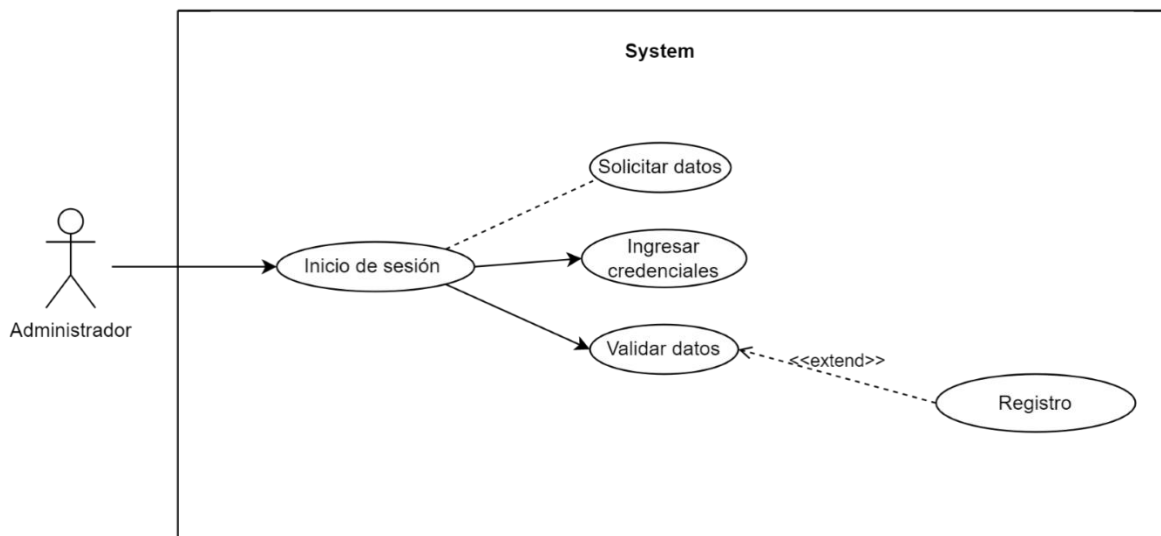 System
Solicitar datos
Ingresar
credenciales
Inicio de sesión
Administrador
Validar datos
<<extend>>
Registro